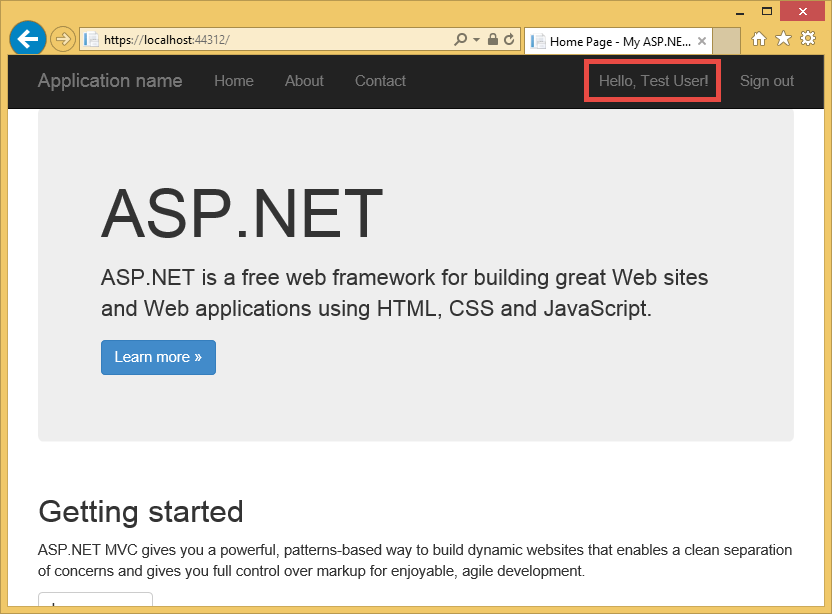 https://localhost:44312/
Home Page - My ASP.NE...
Application name
Home
About
Contact
Hello, Test User!
Sign out
ASP.NET
ASP.NET is a free web framework for building great Web sites
and Web applications using HTML, CSS and JavaScript.
Learn more »
Getting started
ASP.NET MVC gives you a powerful, patterns-based way to build dynamic websites that enables a clean separation
of concerns and gives you full control over markup for enjoyable, agile development.